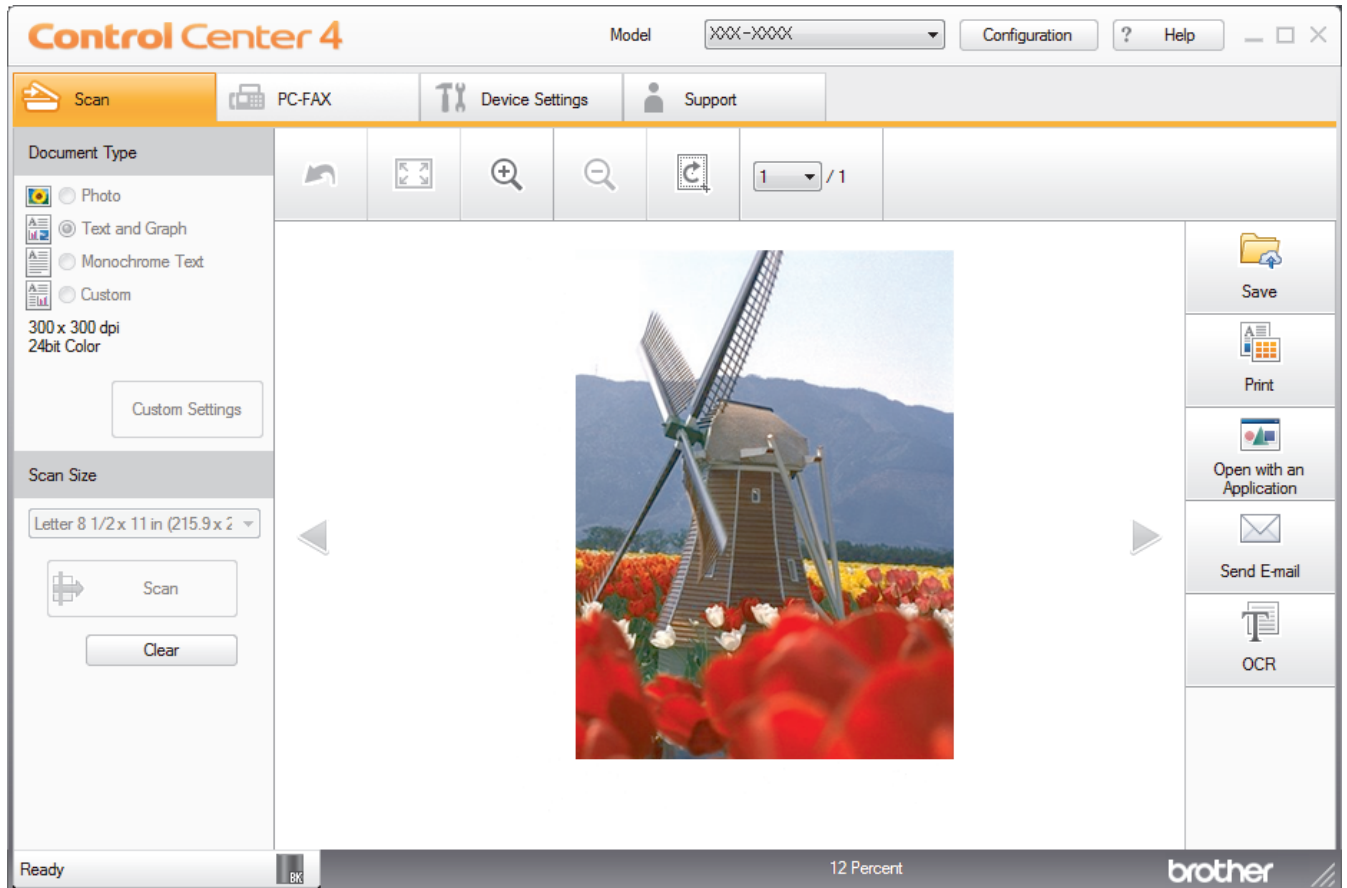 Control Center 4
Model
XXX-XXXX
Configuration
? Help
Scan
PC-FAX
Device Settings
Support
Document Type
Photo
Text and Graph
Monochrome Text
Custom
300 x 300 dpi
24bit Color
Custom Settings
Scan Size
Letter 8 1/2 x 11 in (215.9 x 2
Scan
Clear
1 / 1
Save
Print
Open with an
Application
Send E-mail
OCR
Ready
BK
12 Percent
brother